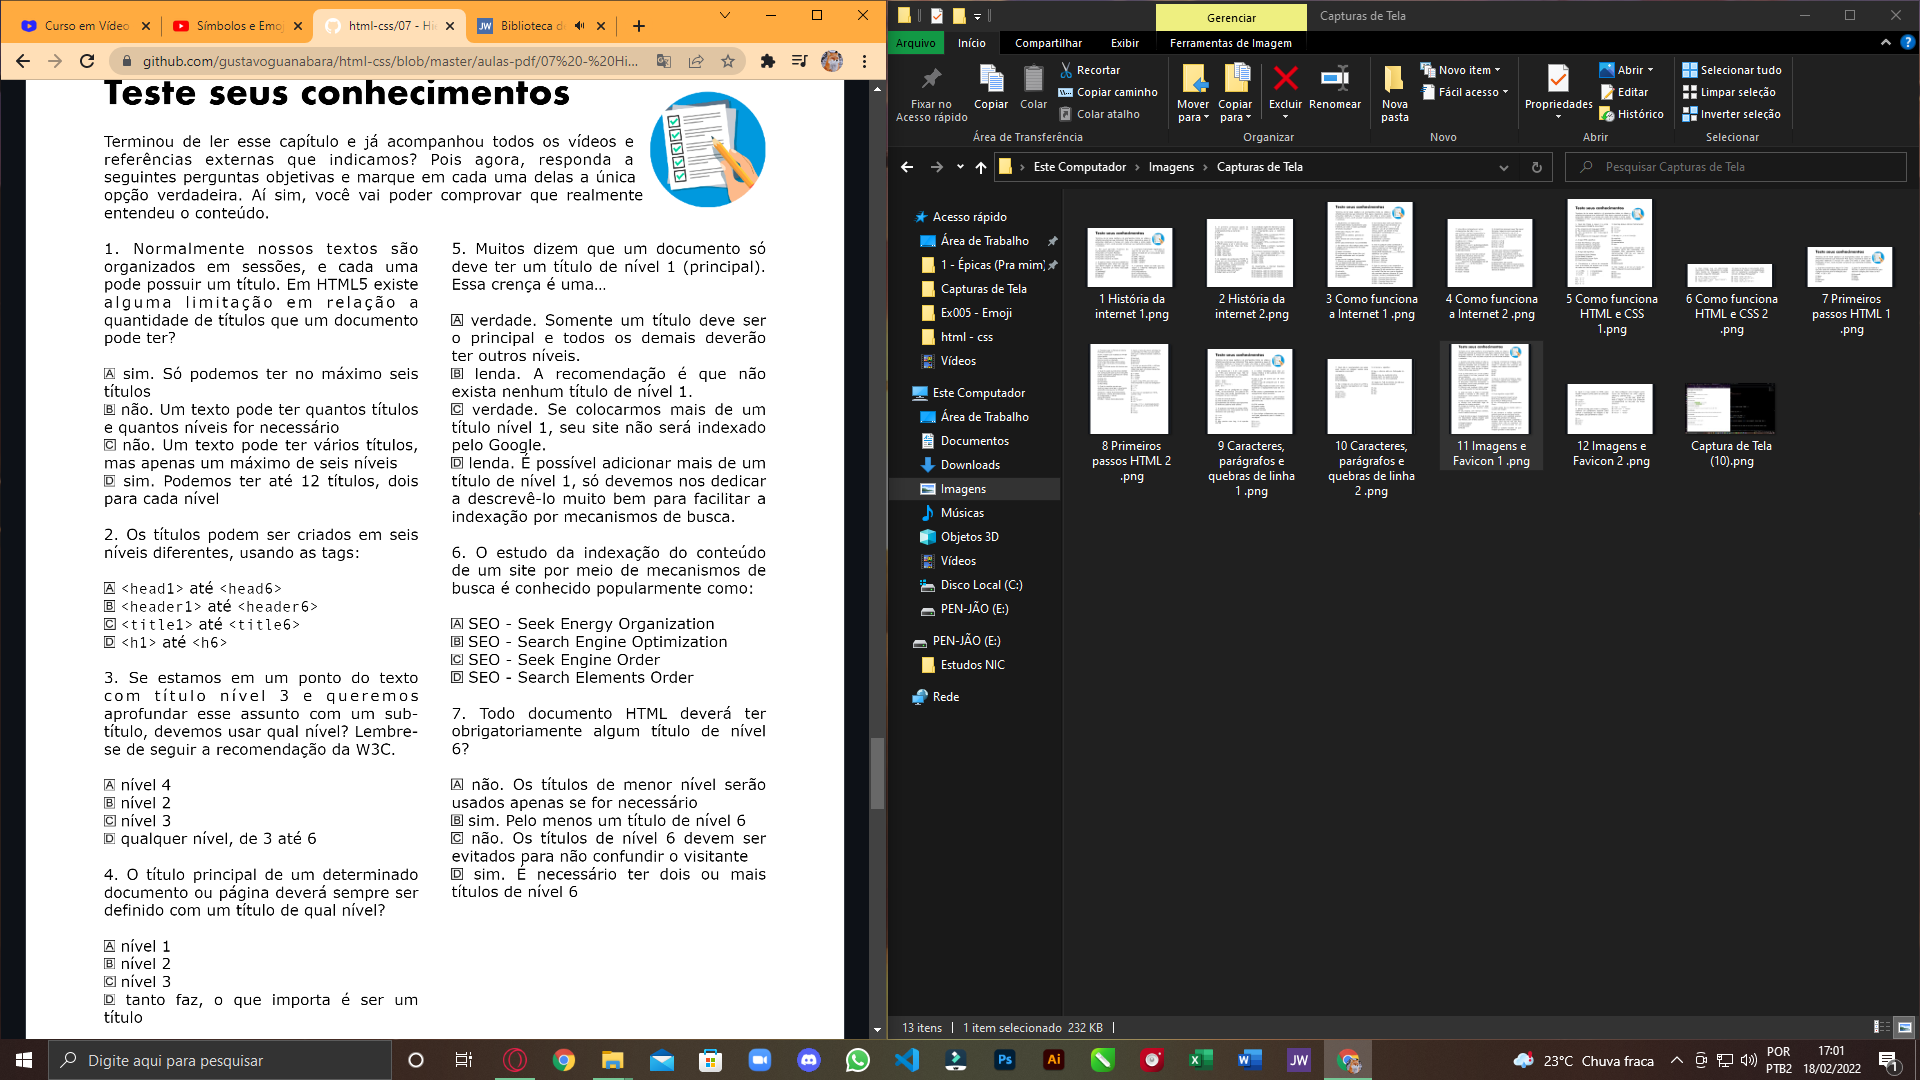 Curso em Vídeo
Símbolos e Emoj
html-css/07 - Hi
Biblioteca d
github.com/gustavoguanabara/html-css/blob/master/aulas-pdf/07%20-%20Hi...
Teste seus conhecimentos
Terminou de ler esse capítulo e já acompanhou todos os vídeos e
referências externas que indicamos? Pois agora, responda a
seguintes perguntas objetivas e marque em cada uma delas a única
opção verdadeira. Aí sim, você vai poder comprovar que realmente
entendeu o conteúdo.
1. Normalmente nossos textos são
organizados em sessões, e cada uma
pode possuir um título. Em HTML5 existe
alguma limitação em relação a
quantidade de títulos que um documento
pode ter?
A sim. Só podemos ter no máximo seis
títulos
B não. Um texto pode ter quantos títulos
e quantos níveis for necessário
C não. Um texto pode ter vários títulos,
mas apenas um máximo de seis níveis
D sim. Podemos ter até 12 títulos, dois
para cada nível
2. Os títulos podem ser criados em seis
níveis diferentes, usando as tags:
A <head1> até <head6>
B <header1> até <header6>
C <title1> até <title6>
D <h1> até <h6>
3. Se estamos em um ponto do texto
com título nível 3 e queremos
aprofundar esse assunto com um sub-
título, devemos usar qual nível? Lembre-
se de seguir a recomendação da W3C.
A nível 4
B nível 2
C nível 3
D qualquer nível, de 3 até 6
4. O título principal de um determinado
documento ou página deverá sempre ser
definido com um título de qual nível?
A nível 1
B nível 2
C nível 3
D tanto faz, o que importa é ser um
título
5. Muitos dizem que um documento só
deve ter um título de nível 1 (principal).
Essa crença é uma...
A verdade. Somente um título deve ser
o principal e todos os demais deverão
ter outros níveis.
B lenda. A recomendação é que não
exista nenhum título de nível 1.
C verdade. Se colocarmos mais de um
título nível 1, seu site não será indexado
pelo Google.
D lenda. É possível adicionar mais de um
título de nível 1, só devemos nos dedicar
a descrevê-lo muito bem para facilitar a
indexação por mecanismos de busca.
6. O estudo da indexação do conteúdo
de um site por meio de mecanismos de
busca é conhecido popularmente como:
A SEO - Seek Energy Organization
B SEO - Search Engine Optimization
C SEO - Seek Engine Order
D SEO - Search Elements Order
7. Todo documento HTML deverá ter
obrigatoriamente algum título de nível
6?
A não. Os títulos de menor nível serão
usados apenas se for necessário
B sim. Pelo menos um título de nível 6
C não. Os títulos de nível 6 devem ser
evitados para não confundir o visitante
D sim. É necessário ter dois ou mais
títulos de nível 6
Gerenciar
Capturas de Tela
Arquivo
Início
Compartilhar
Exibir
Ferramentas de Imagem
Fixar no
Acesso rápido
Copiar
Colar
Recortar
Copiar caminho
Colar atalho
Área de Transferência
Mover
para
Copiar
para
Excluir
Renomear
Organizar
Nova
pasta
Novo item
Fácil acesso
Novo
Propriedades
Abrir
Editar
Histórico
Abrir
Selecionar tudo
Limpar seleção
Inverter seleção
Selecionar
Este Computador
Imagens
Capturas de Tela
Pesquisar Capturas de Tela
Acesso rápido
Área de Trabalho
1 - Épicas (Pra mim)
Capturas de Tela
Ex005 - Emoji
html - css
Vídeos
Este Computador
Área de Trabalho
Documentos
Downloads
Imagens
Músicas
Objetos 3D
Vídeos
Disco Local (C:)
PEN-JÃO (E:)
PEN-JÃO (E:)
Estudos NIC
Rede
1 História da
internet 1.png
2 História da
internet 2.png
3 Como funciona
a Internet 1 .png
4 Como funciona
a Internet 2 .png
5 Como funciona
HTML e CSS
1.png
6 Como funciona
HTML e CSS 2
.png
7 Primeiros
passos HTML 1
.png
8 Primeiros
passos HTML 2
.png
9 Caracteres,
parágrafos e
quebras de linha
1 .png
10 Caracteres,
parágrafos e
quebras de linha
2 .png
11 Imagens e
Favicon 1 .png
12 Imagens e
Favicon 2 .png
Captura de Tela
(10).png
13 itens
1 item selecionado 232 KB
Digite aqui para pesquisar
23°C Chuva fraca
POR
PTB2
17:01
18/02/2022